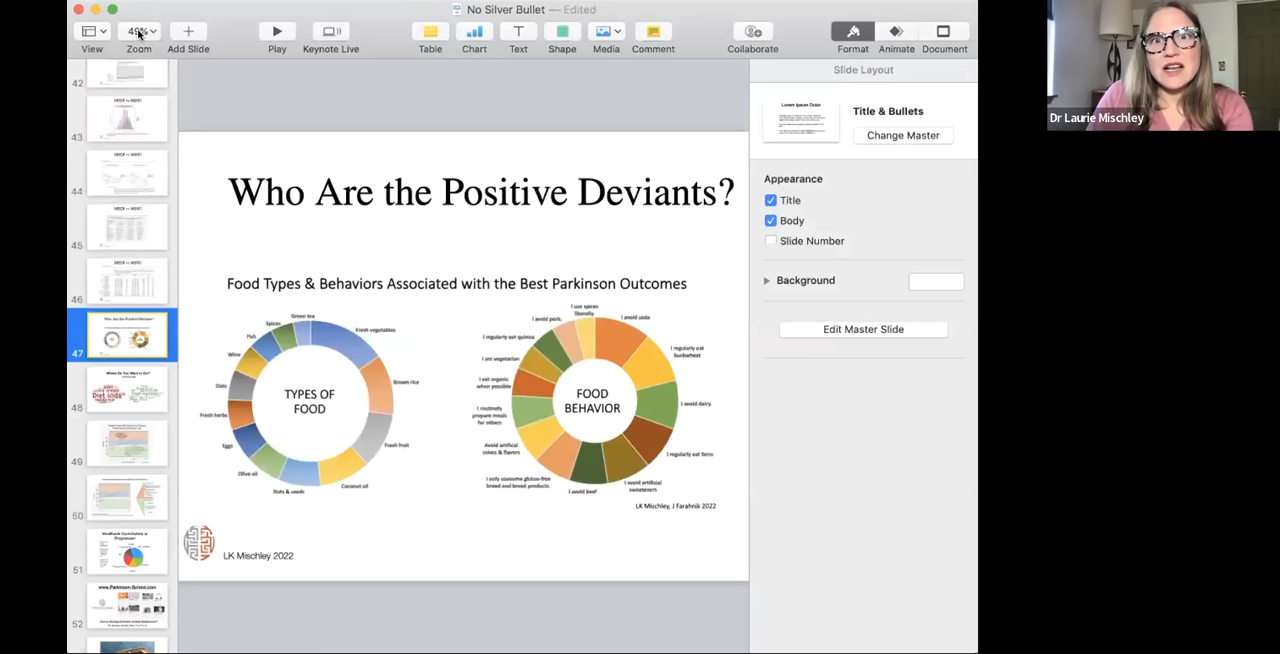 No Silver Bullet — Edited
49%
View
Zoom
Add Slide
Play
Keynote Live
Table
Chart
Text
Shape
Media
Comment
Collaborate
Format
Animate
Document
Slide Layout
Title & Bullets
Change Master
Appearance
Title
Body
Slide Number
Background
Edit Master Slide
42
43
44
45
46
47
48
49
50
51
52
www.Parkinson-School.com
Who Are the Positive Deviants?
Food Types & Behaviors Associated with the Best Parkinson Outcomes
TYPES OF
FOOD
Green tea
Fresh vegetables
Brown rice
Fresh fruit
Coconut oil
Nuts & seeds
Olive oil
Eggs
Fresh herbs
Oats
Wine
Fish
Spices
FOOD
BEHAVIOR
I use spices
liberally
I avoid soda
I regularly eat
buckwheat
I avoid dairy
I regularly eat farro
I avoid artificial
sweeteners
I avoid beef
I only consume gluten-free
bread and bread products.
Avoid artifical
colors & flavors
I routinely
prepare meals
for others
I eat organic
when possible
I am vegetarian
I regularly eat quinoa
I avoid pork
LK Mischley, J Farahnik 2022
LK Mischley 2022
Dr Laurie Mischley